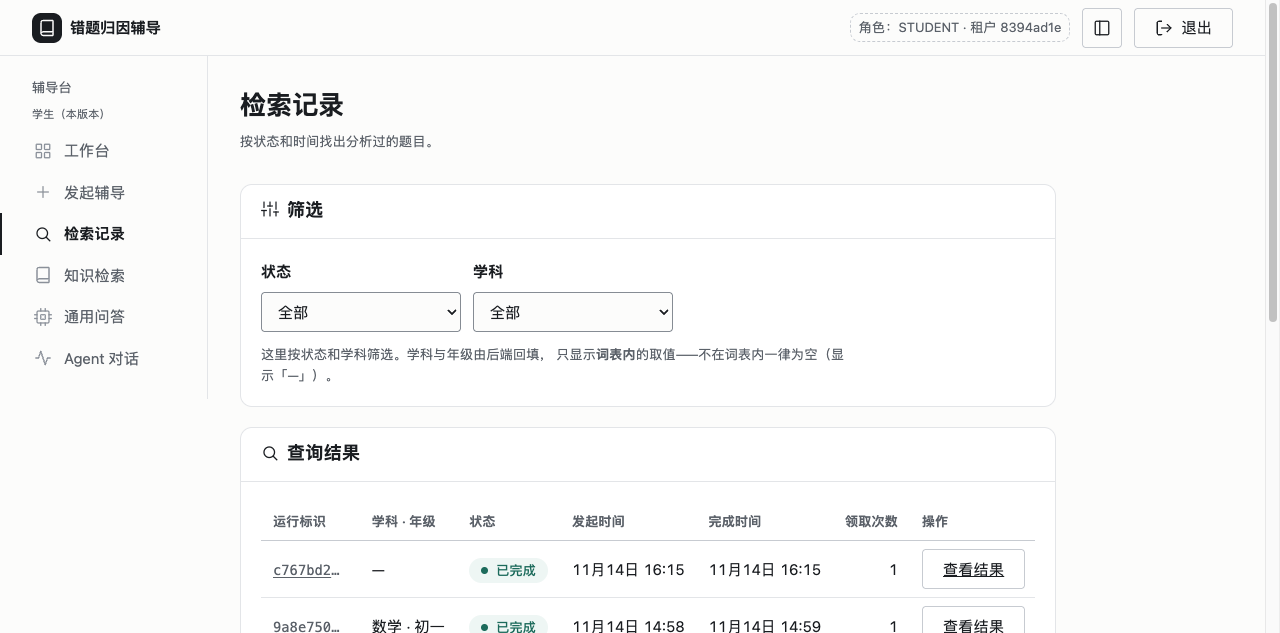 错题归因辅导
角色：STUDENT · 租户 8394ad1e
退出
辅导台
学生（本版本）
工作台
发起辅导
检索记录
知识检索
通用问答
Agent 对话
检索记录
按状态和时间找出分析过的题目。
筛选
状态 学科
全部 全部
这里按状态和学科筛选。学科与年级由后端回填， 只显示词表内的取值——不在词表内一律为空（显
示「—」）。
查询结果
运行标识 学科 · 年级 状态 发起时间 完成时间 领取次数 操作
c767bd2… — 已完成 11月14日 16:15 11月14日 16:15 1 查看结果
9a8e750… 数学 · 初一 已完成 11月14日 14:58 11月14日 14:59 1 查看结果